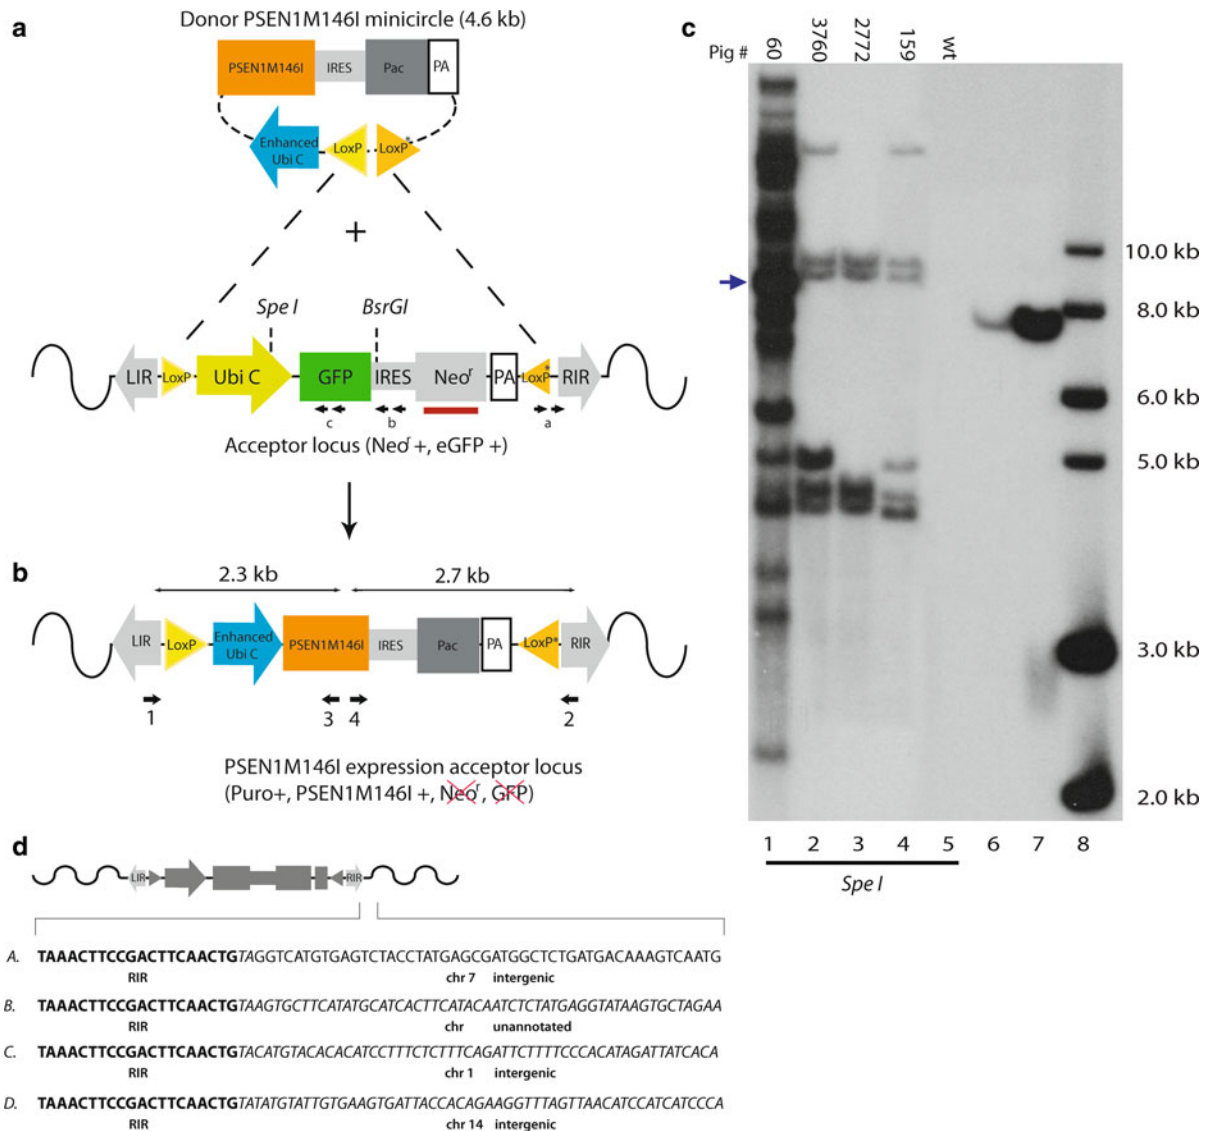 a
Donor PSEN1M146I minicircle (4.6 kb)
PSEN1M146I
IRES
Pac
PA
Enhanced
Ubi C
LoxP
LoxP*
+
Spe I
BsrGI
LIR
LoxP
Ubi C
GFP
IRES
Neoʳ
PA
LoxP*
RIR
c
b
a
Acceptor locus (Neoʳ +, eGFP +)
b
2.3 kb
2.7 kb
LIR
LoxP
Enhanced
Ubi C
PSEN1M146I
IRES
Pac
PA
LoxP*
RIR
1
3
4
2
PSEN1M146I expression acceptor locus
(Puro+, PSEN1M146I +, Neoʳ, GFP)
c
Pig #
60
3760
2772
159
wt
10.0 kb
8.0 kb
6.0 kb
5.0 kb
3.0 kb
2.0 kb
1 2 3 4 5 6 7 8
Spe I
d
LIR
RIR
A. TAAACTTCCGACTTCAACTGTAGGTCATGTGAGTCTACCTATGAGCGATGGCTCTGATGACAAAGTCAATG
RIR chr 7 intergenic
B. TAAACTTCCGACTTCAACTGTAAGTGCTTCATATGCATCACTTCATACAATCTCTATGAGGTATAAGTGCTAGAA
RIR chr unannotated
C. TAAACTTCCGACTTCAACTGTACATGTACACACATCCTTTCTCTTTCAGATTCTTTTCCCACATAGATTATCACA
RIR chr 1 intergenic
D. TAAACTTCCGACTTCAACTGTATATGTATTGTGAAGTGATTACCACAGAAGGTTTAGTTAACATCCATCATCCCA
RIR chr 14 intergenic